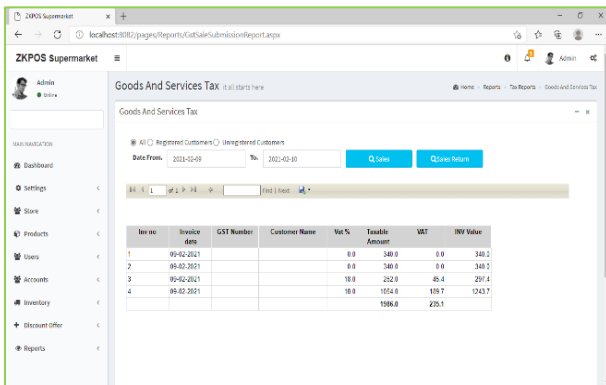 ZKPOS Supermarket
localhost:8082/pages/Reports/GstSaleSubmissionReport.aspx
ZKPOS Supermarket
Admin
Admin
Online
Goods And Services Tax it all starts here
Home > Reports > Tax Reports > Goods And Services Tax
Goods And Services Tax
MAIN NAVIGATION
Dashboard
Settings
Store
Products
Users
Accounts
Accounts
Inventory
Discount Offer
Reports
All Registered Customers Unregistered Customers
Date From. 2021-02-09 To. 2021-02-10 Sales Sales Return
1 of 1 Find | Next
Inv no Invoice date GST Number Customer Name Vat % Taxable Amount VAT INV Value
1 09-02-2021 0.0 340.0 0.0 340.0
2 09-02-2021 0.0 340.0 0.0 340.0
3 09-02-2021 18.0 252.0 45.4 297.4
4 09-02-2021 18.0 1054.0 189.7 1243.7
1986.0 235.1